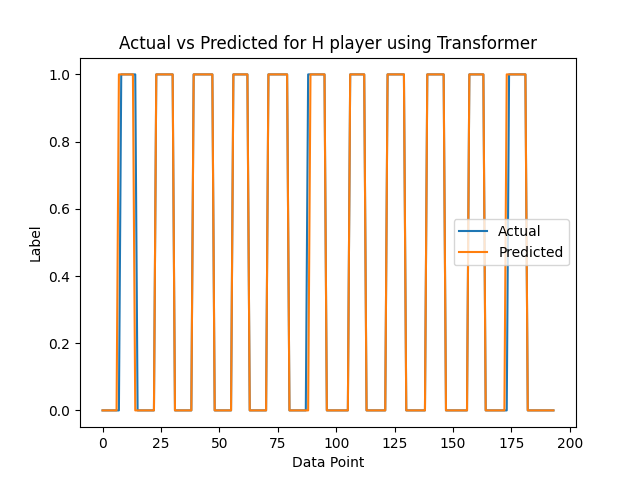 Actual vs Predicted for H player using Transformer
1.0
0.8
0.6
0.4
0.2
0.0
Label
Actual
Predicted
0 25 50 75 100 125 150 175 200
Data Point